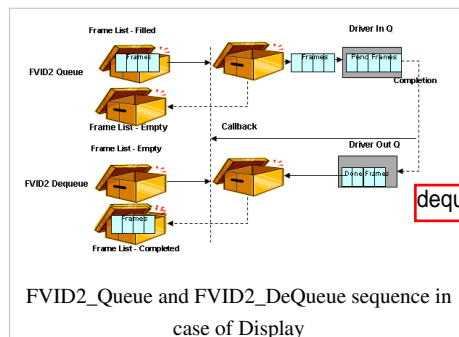 Frame List - Filled
Driver In Q
Frames
Frames
Pend Frames
FVID2 Queue
Completion
Frame List - Empty
Callback
Frame List - Empty
Driver Out Q
FVID2 Dequeue
Done Frames
dequ
Frames
Frame List - Completed
FVID2_Queue and FVID2_DeQueue sequence in
case of Display